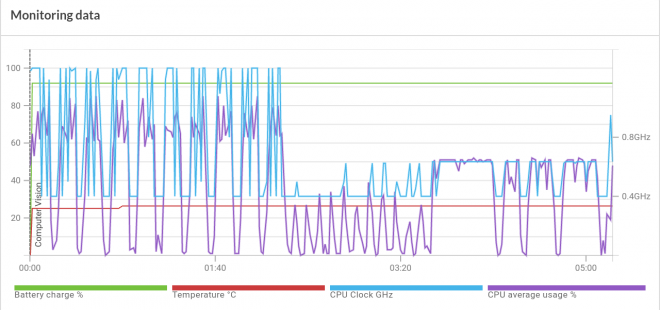 Monitoring data
100
80
60
40
20
0.8GHz
0.4GHz
Computer Vision
00:00
01:40
03:20
05:00
Battery charge %
Temperature °C
CPU Clock GHz
CPU average usage %